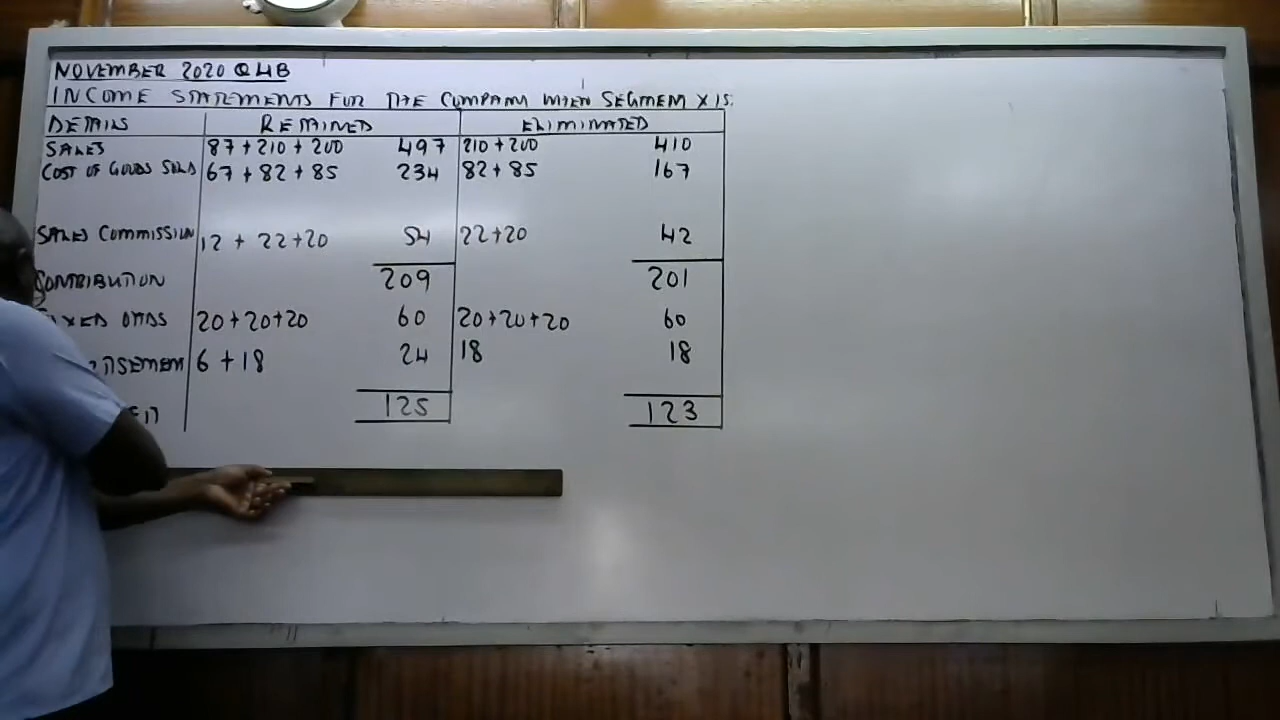 NOVEMBER 2020 Q4B
INCOME STATEMENTS FOR THE COMPANY WHEN SEGMENT X IS:
DETAILS RETAINED ELIMINATED
SALES 87+210+200 497 210+200 410
COST OF GOODS SOLD 67+82+85 234 82+85 167
SALES COMMISSION 12 + 22+20 54 22+20 42
CONTRIBUTION 209 201
20+20+20 60 20+20+20 60
6 + 18 24 18 18
125 123